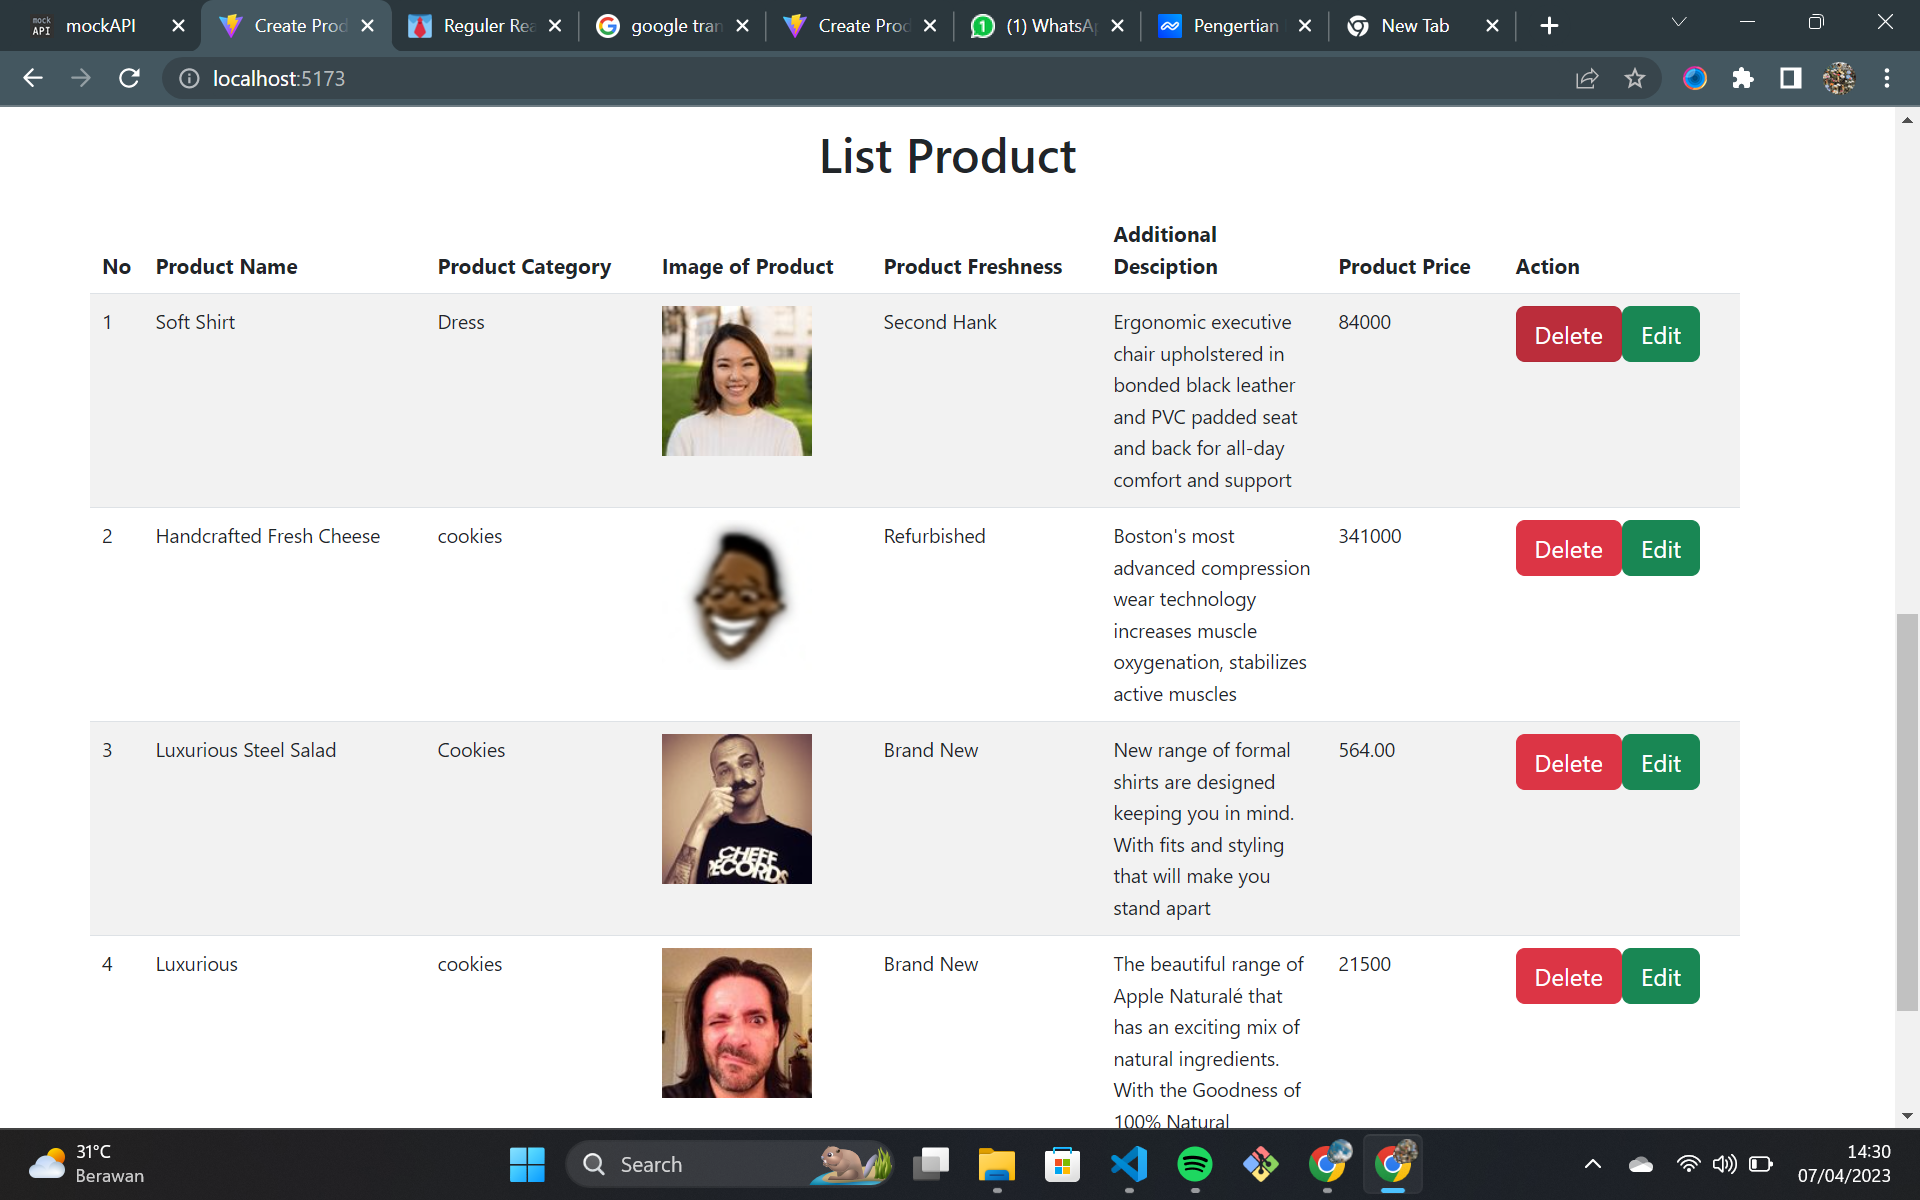 mock
API
mockAPI
Create Prod
Reguler Rea
google tran
Create Prod
(1) WhatsAp
Pengertian
New Tab
localhost:5173
List Product
No
Product Name
Product Category
Image of Product
Product Freshness
Additional
Desciption
Product Price
Action
1
Soft Shirt
Dress
Second Hank
Ergonomic executive
chair upholstered in
bonded black leather
and PVC padded seat
and back for all-day
comfort and support
84000
Delete
Edit
2
Handcrafted Fresh Cheese
cookies
Refurbished
Boston's most
advanced compression
wear technology
increases muscle
oxygenation, stabilizes
active muscles
341000
Delete
Edit
3
Luxurious Steel Salad
Cookies
CHEEF
RECORDS
Brand New
New range of formal
shirts are designed
keeping you in mind.
With fits and styling
that will make you
stand apart
564.00
Delete
Edit
4
Luxurious
cookies
Brand New
The beautiful range of
Apple Naturalé that
has an exciting mix of
natural ingredients.
With the Goodness of
100% Natural
21500
Delete
Edit
31°C
Berawan
Search
14:30
07/04/2023